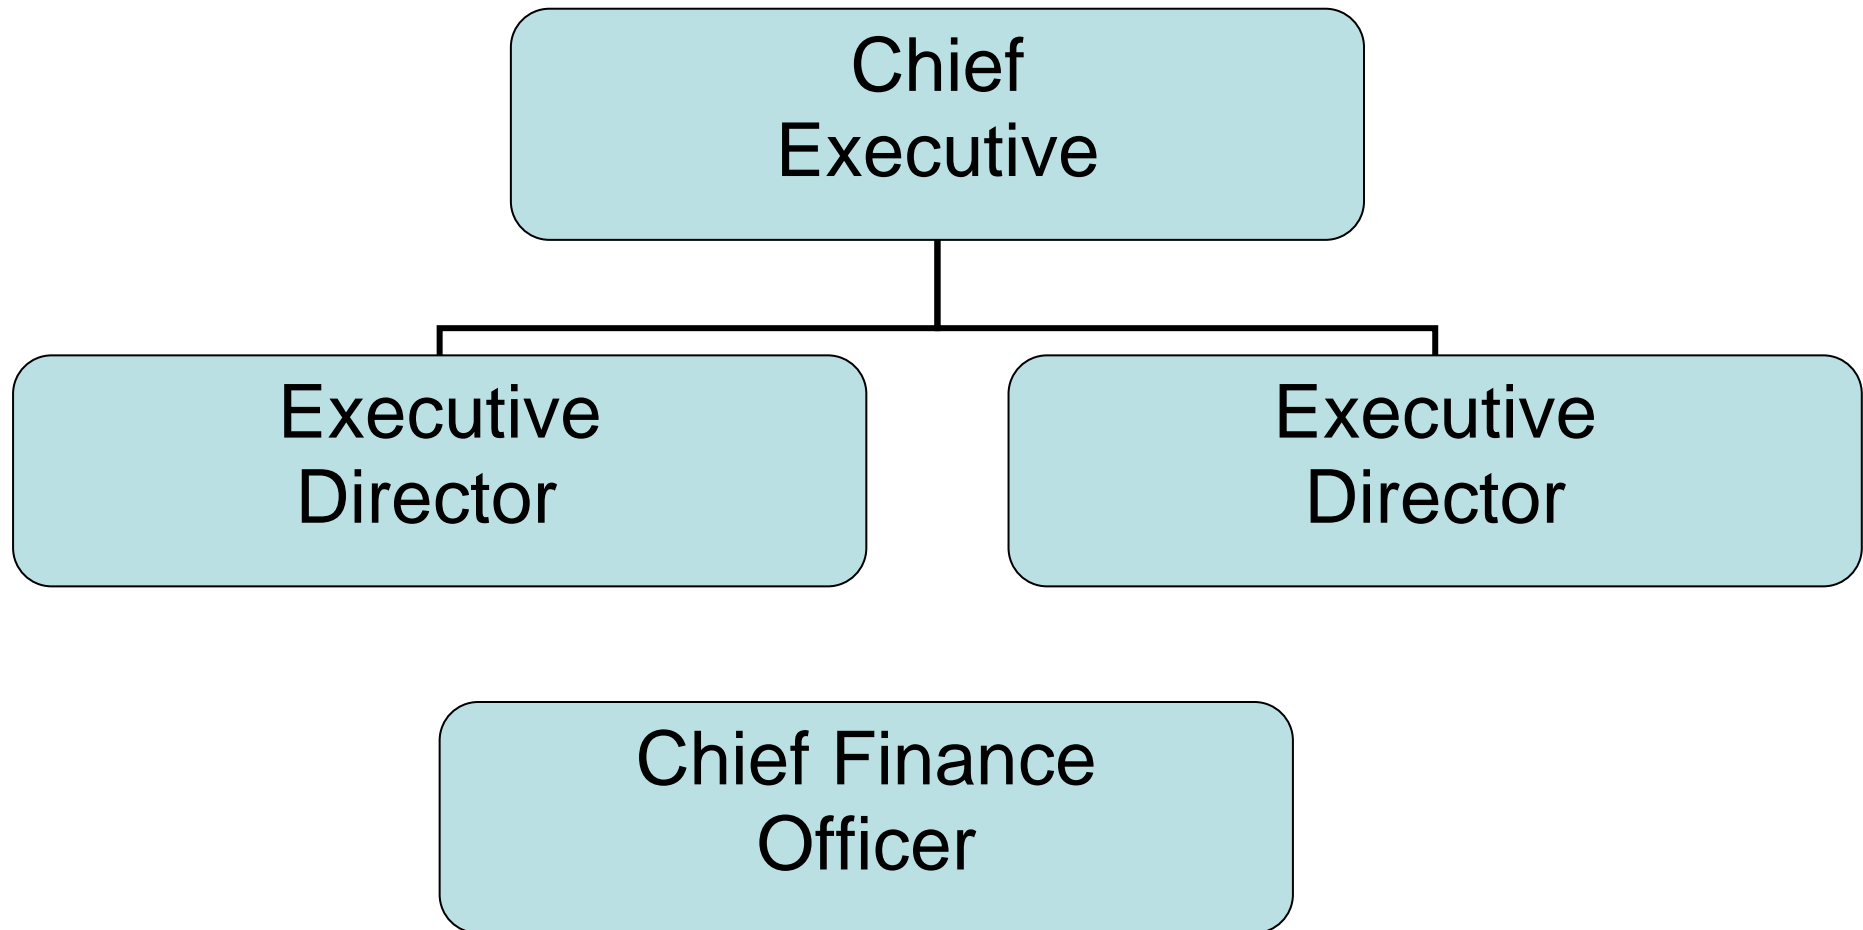 Chief
Executive
Executive
Director
Executive
Director
Chief Finance
Officer